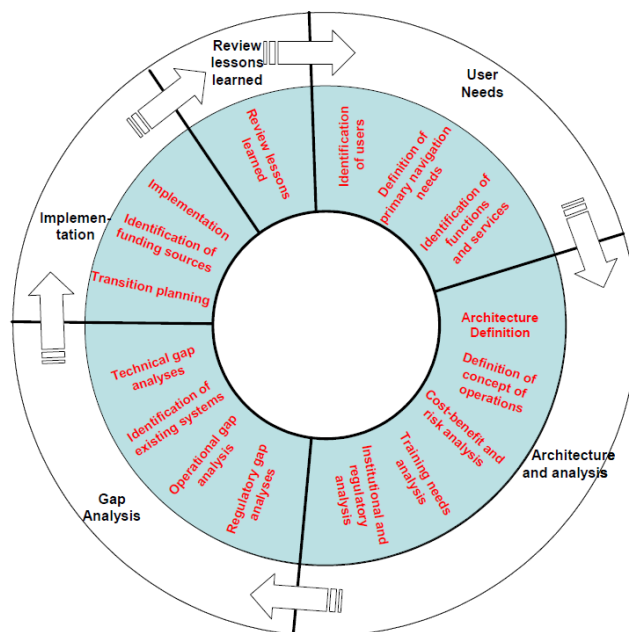 Review
lessons
learned
User
Needs
Architecture
and analysis
Gap
Analysis
Implemen-
tation
Review lessons
learned
Identification
of users
Definition of
primary navigation
needs
Identification of
functions
and services
Architecture
Definition
Definition of
concept of
operations
Cost-benefit and
risk analysis
Training needs
analysis
Institutional and
regulatory
analysis
Regulatory gap
analyses
Operational gap
analysis
Identification of
existing systems
Technical gap
analyses
Transition planning
Identification of
funding sources
Implementation